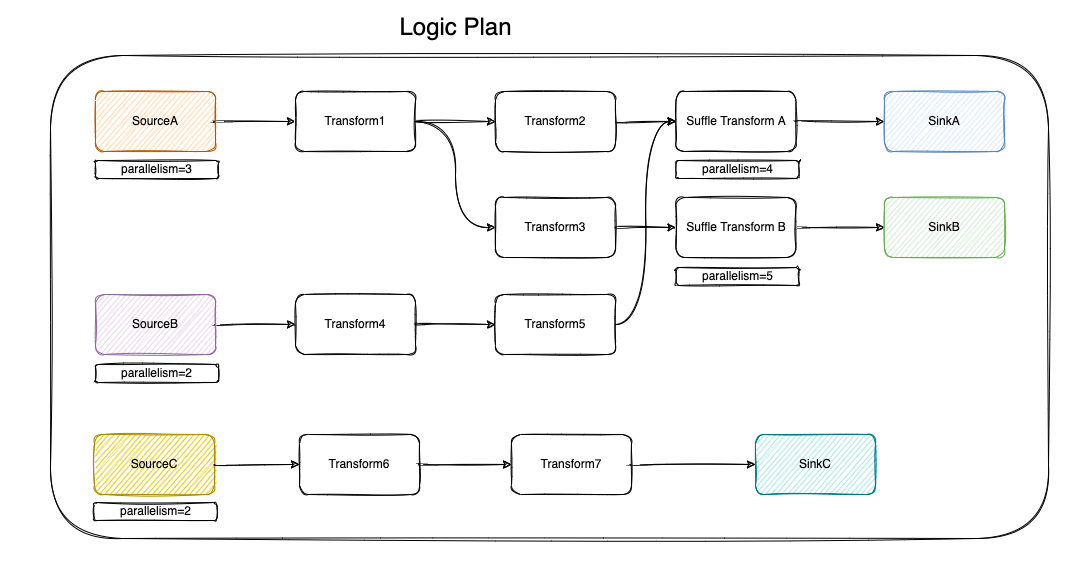 Logic Plan
SourceA
Transform1
Transform2
Suffle Transform A
SinkA
parallelism=3
parallelism=4
Transform3
Suffle Transform B
SinkB
parallelism=5
SourceB
Transform4
Transform5
parallelism=2
SourceC
Transform6
Transform7
SinkC
parallelism=2